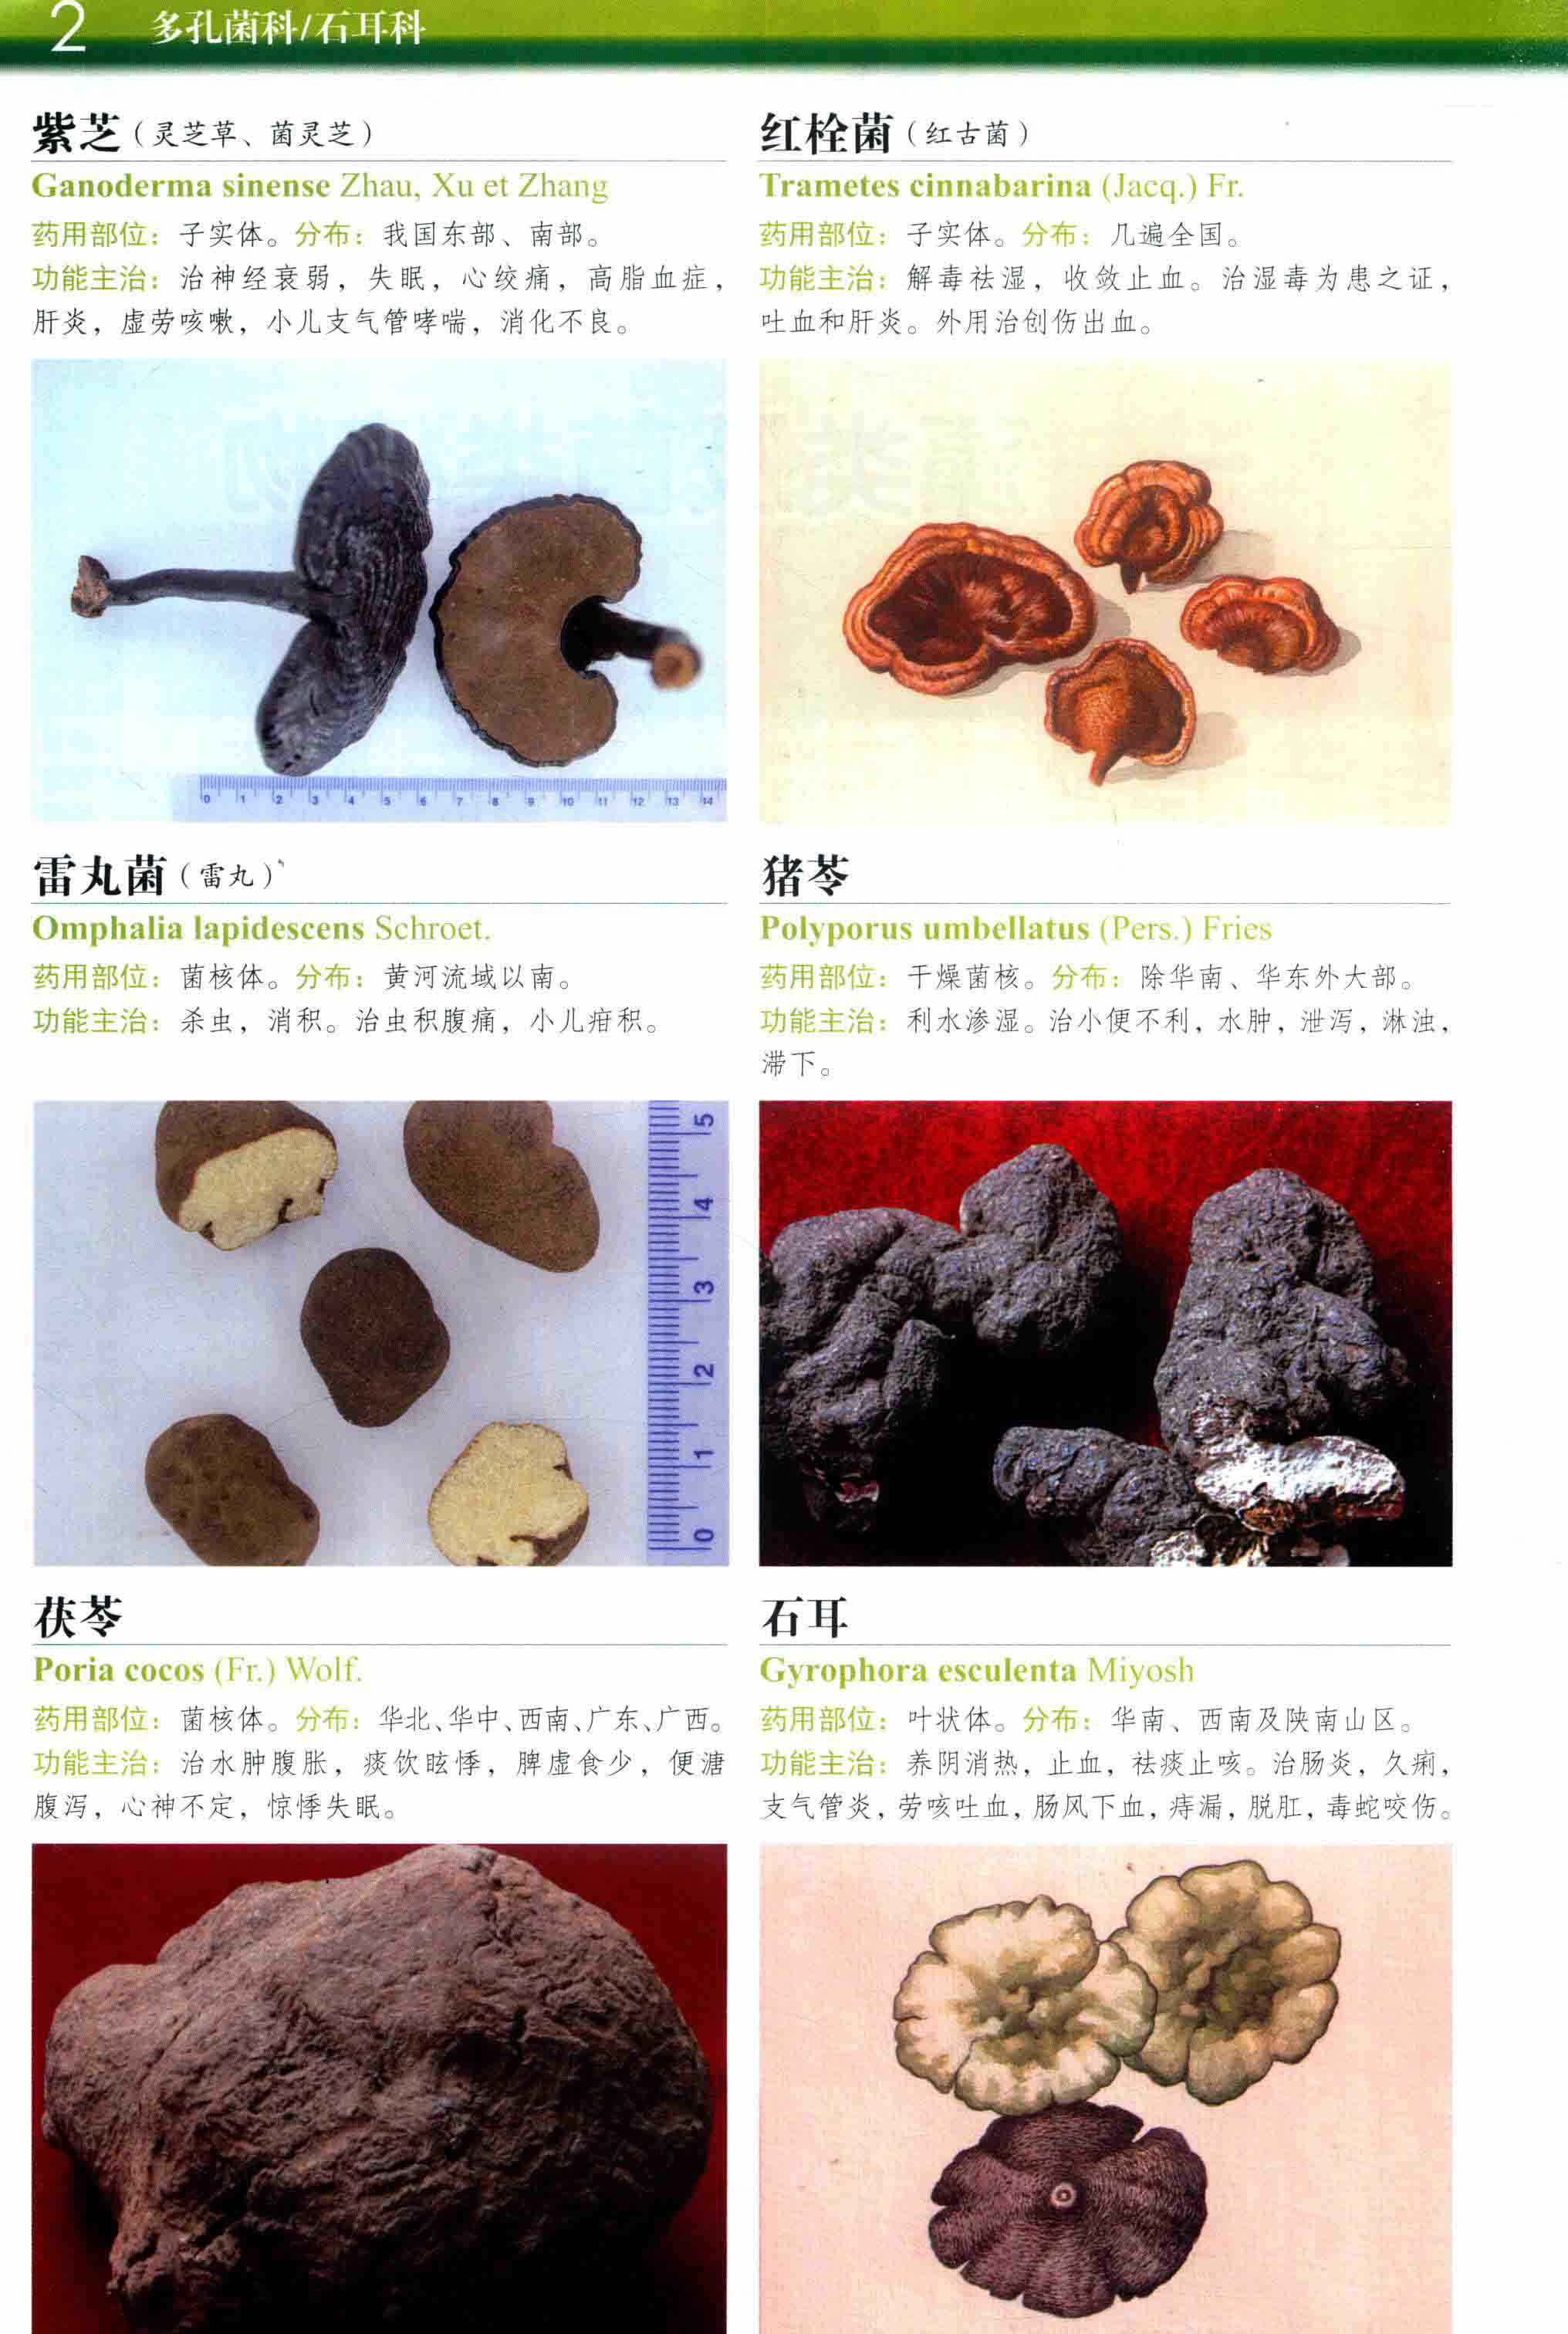 2 多孔菌科/石耳科
紫芝（灵芝草、菌灵芝）
Ganoderma sinense Zhau, Xu et Zhang
药用部位：子实体。分布：我国东部、南部。
功能主治：治神经衰弱，失眠，心绞痛，高脂血症，
肝炎，虚劳咳嗽，小儿支气管哮喘，消化不良。
0 1 2 3 4 5 6 7 8 9 10 11 12 13 14
红栓菌（红古菌）
Trametes cinnabarina (Jacq.) Fr.
药用部位：子实体。分布：几遍全国。
功能主治：解毒祛湿，收敛止血。治湿毒为患之证，
吐血和肝炎。外用治创伤出血。
雷丸菌（雷丸）
Omphalia lapidescens Schroet.
药用部位：菌核体。分布：黄河流域以南。
功能主治：杀虫，消积。治虫积腹痛，小儿疳积。
5 4 3 2 1 0
猪苓
Polyporus umbellatus (Pers.) Fries
药用部位：干燥菌核。分布：除华南、华东外大部。
功能主治：利水渗湿。治小便不利，水肿，泄泻，淋浊，
滞下。
茯苓
Poria cocos (Fr.) Wolf.
药用部位：菌核体。分布：华北、华中、西南、广东、广西。
功能主治：治水肿腹胀，痰饮眩悸，脾虚食少，便溏
腹泻，心神不定，惊悸失眠。
石耳
Gyrophora esculenta Miyosh
药用部位：叶状体。分布：华南、西南及陕南山区。
功能主治：养阴消热，止血，祛痰止咳。治肠炎，久痢，
支气管炎，劳咳吐血，肠风下血，痔漏，脱肛，毒蛇咬伤。